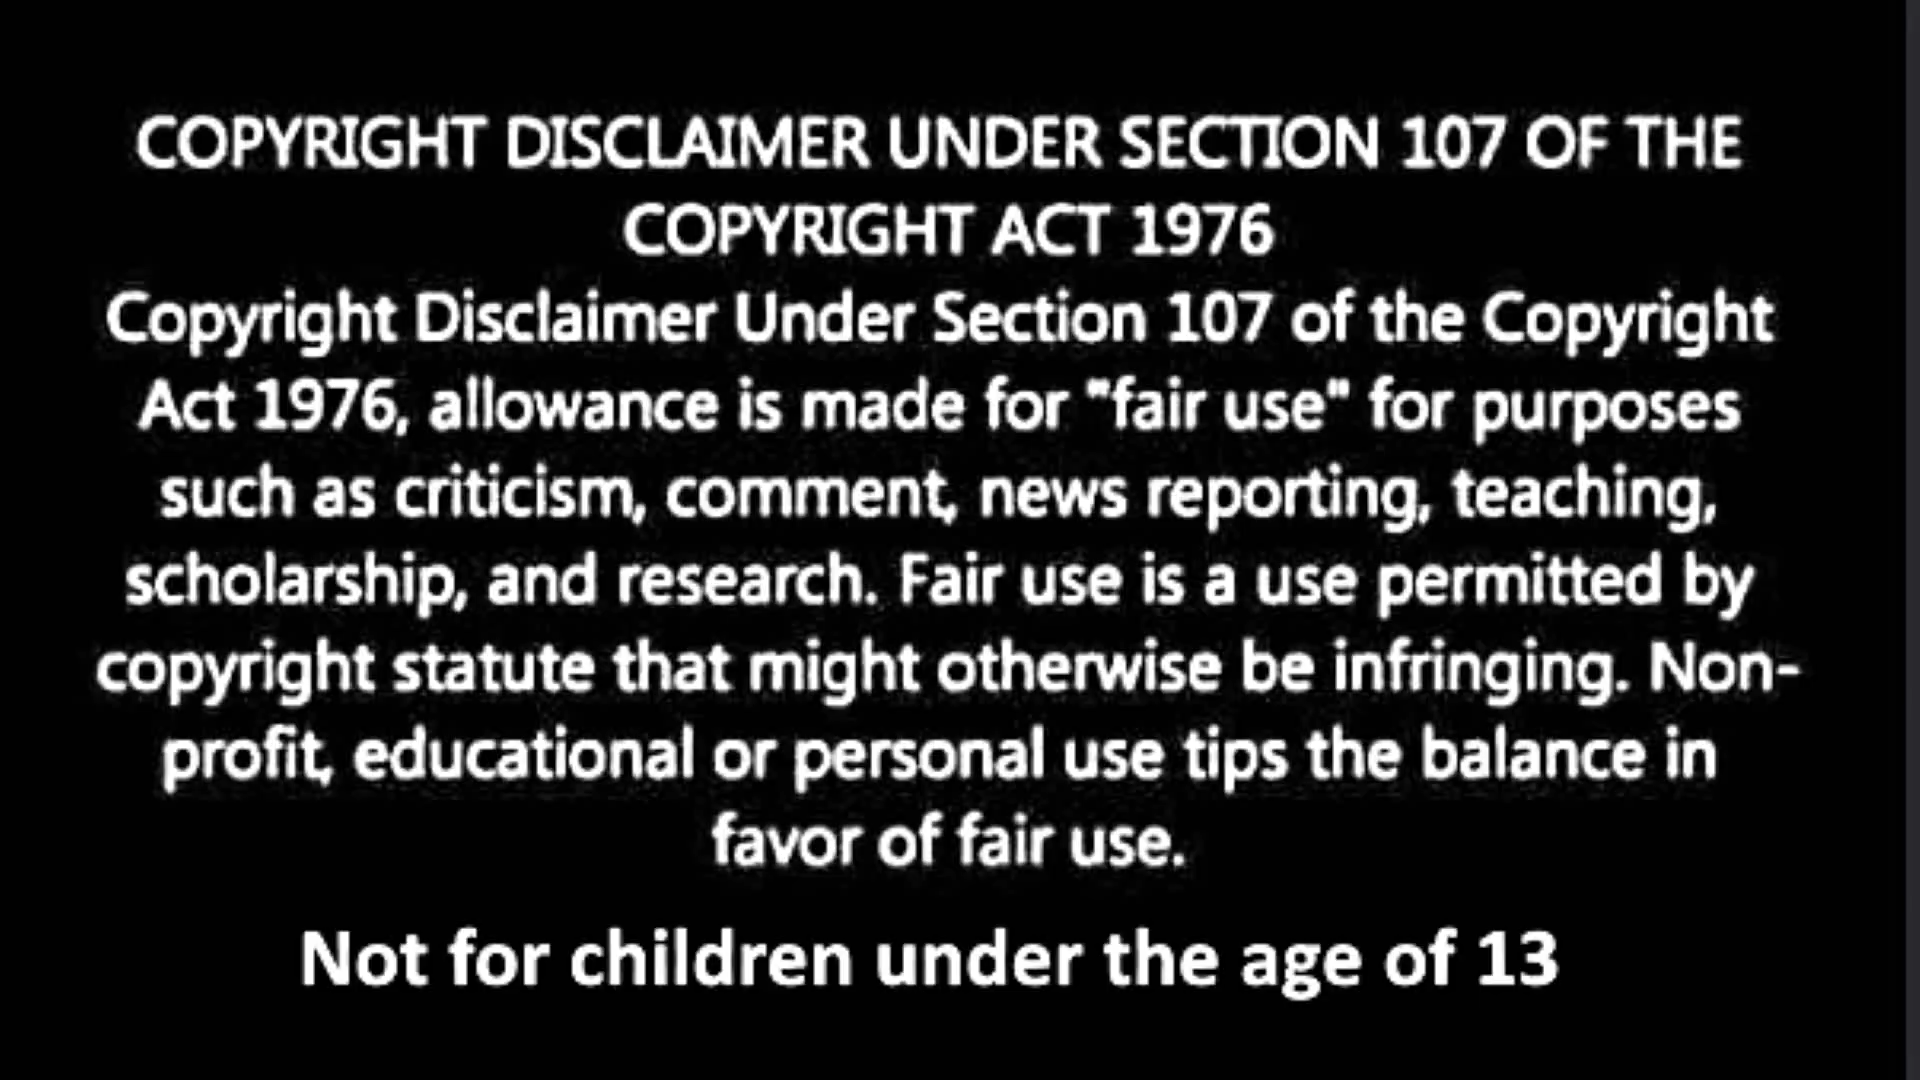 COPYRIGHT DISCLAIMER UNDER SECTION 107 OF THE
COPYRIGHT ACT 1976
Copyright Disclaimer Under Section 107 of the Copyright
Act 1976, allowance is made for "fair use" for purposes
such as criticism, comment, news reporting, teaching,
scholarship, and research. Fair use is a use permitted by
copyright statute that might otherwise be infringing. Non-
profit, educational or personal use tips the balance in
favor of fair use.
Not for children under the age of 13